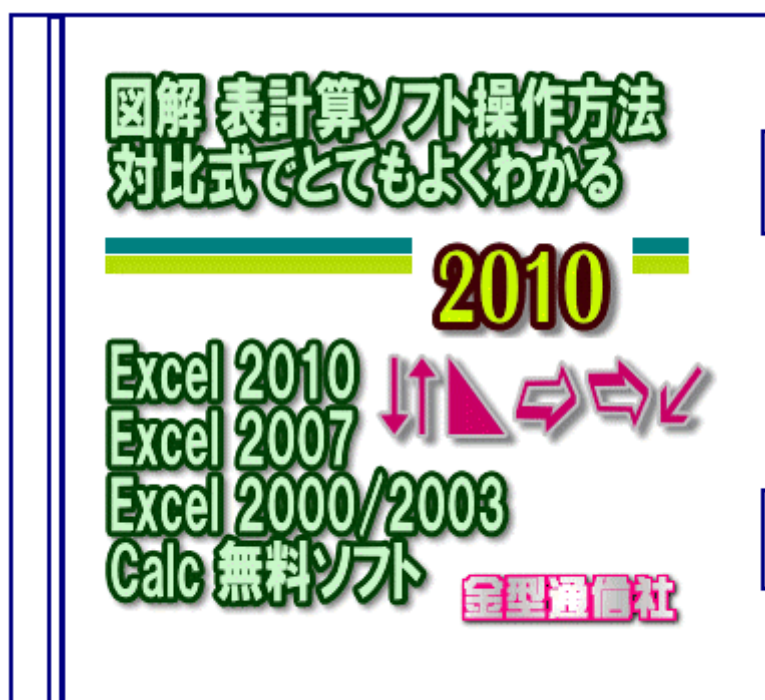 図解 表計算ソフト操作方法
対比式でとてもよくわかる
2010
Excel 2010
Excel 2007
Excel 2000/2003
Calc 無料ソフト
金型通信社